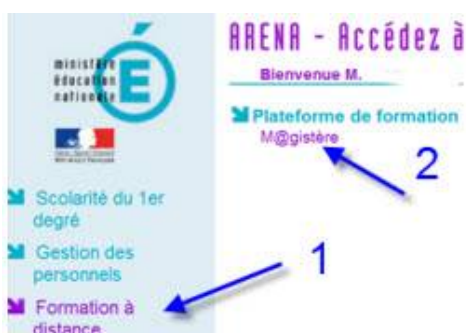 ministère
éducation
nationale
É
ARENA - Accédez à
Bienvenue M.
Plateforme de formation
M@gistère
2
Scolarité du 1er
degré
Gestion des
personnels
1
Formation à
distance